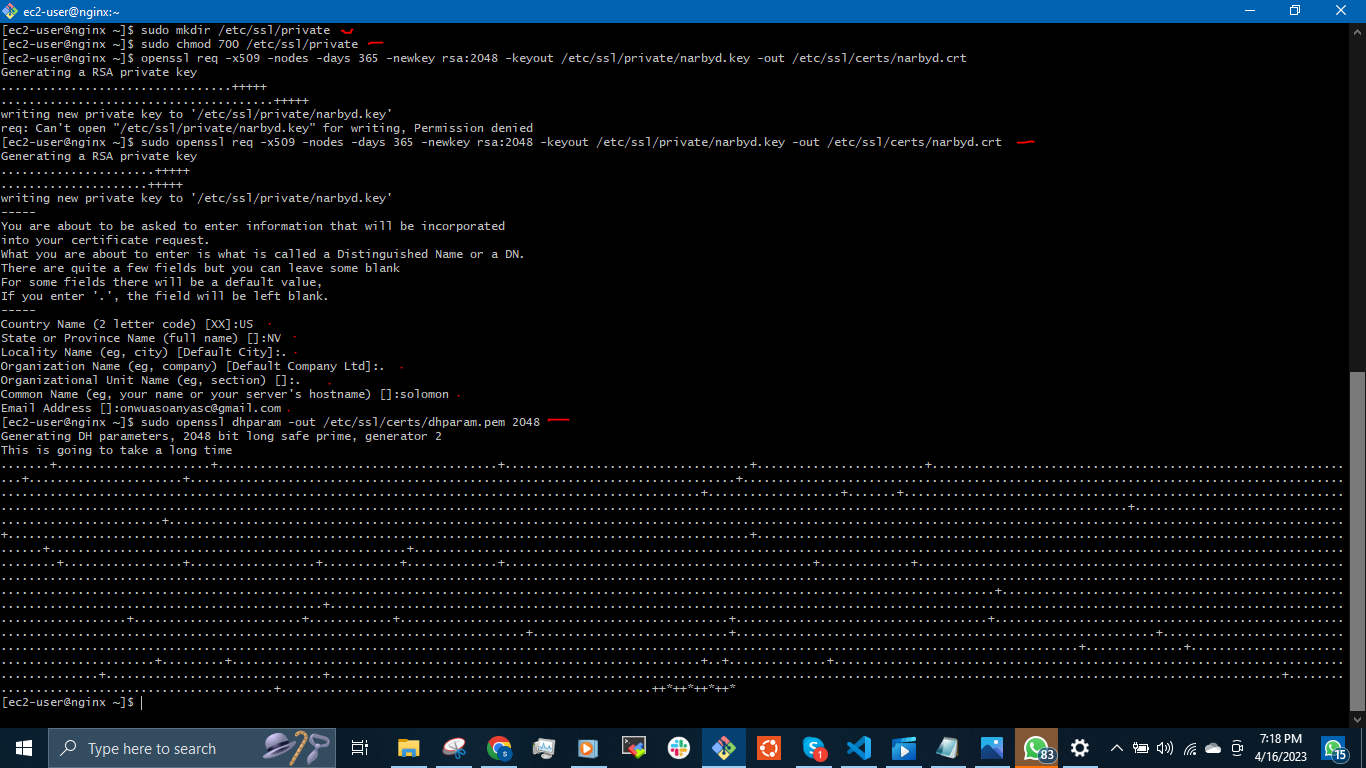 ec2-user@nginx:~
[ec2-user@nginx ~]$ sudo mkdir /etc/ssl/private
[ec2-user@nginx ~]$ sudo chmod 700 /etc/ssl/private
[ec2-user@nginx ~]$ openssl req -x509 -nodes -days 365 -newkey rsa:2048 -keyout /etc/ssl/private/narbyd.key -out /etc/ssl/certs/narbyd.crt
Generating a RSA private key
.................................+++++
.......................................+++++
writing new private key to '/etc/ssl/private/narbyd.key'
req: Can't open "/etc/ssl/private/narbyd.key" for writing, Permission denied
[ec2-user@nginx ~]$ sudo openssl req -x509 -nodes -days 365 -newkey rsa:2048 -keyout /etc/ssl/private/narbyd.key -out /etc/ssl/certs/narbyd.crt
Generating a RSA private key
......................+++++
.....................+++++
writing new private key to '/etc/ssl/private/narbyd.key'
-----
You are about to be asked to enter information that will be incorporated
into your certificate request.
What you are about to enter is what is called a Distinguished Name or a DN.
There are quite a few fields but you can leave some blank
For some fields there will be a default value,
If you enter '.', the field will be left blank.
-----
Country Name (2 letter code) [XX]:US
State or Province Name (full name) []:NV
Locality Name (eg, city) [Default City]:.
Organization Name (eg, company) [Default Company Ltd]:.
Organizational Unit Name (eg, section) []:.
Common Name (eg, your name or your server's hostname) []:solomon
Email Address []:onwuasoanyasc@gmail.com
[ec2-user@nginx ~]$ sudo openssl dhparam -out /etc/ssl/certs/dhparam.pem 2048
Generating DH parameters, 2048 bit long safe prime, generator 2
This is going to take a long time
++*++*++*++*
[ec2-user@nginx ~]$
Type here to search
1
83
7:18 PM
4/16/2023
15